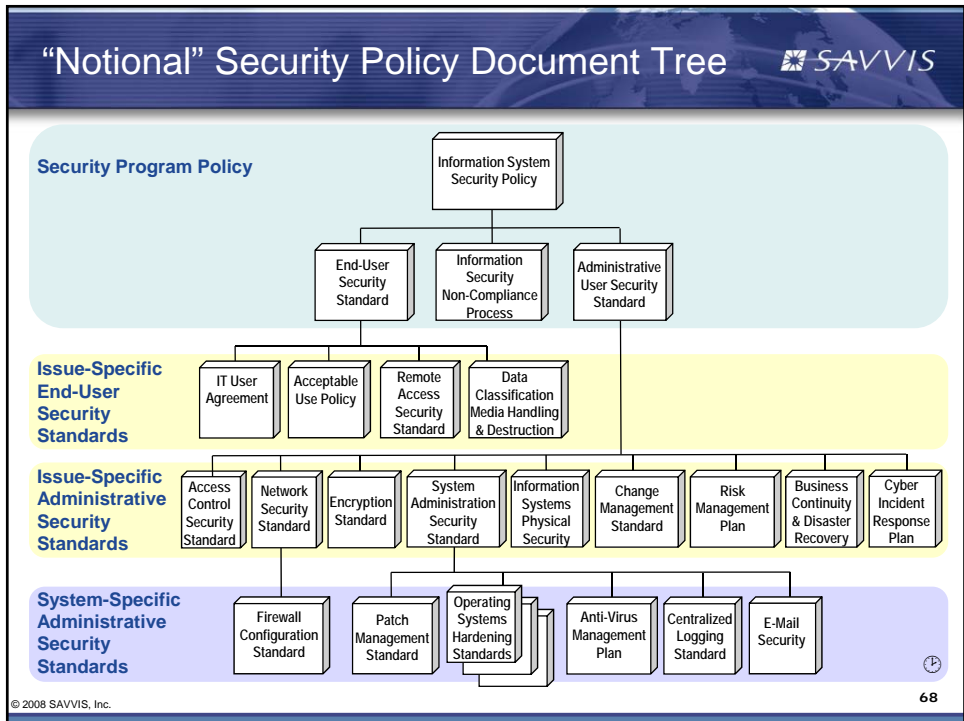 “Notional” Security Policy Document Tree
SAVVIS
Security Program Policy
Information System
Security Policy
End-User
Security
Standard
Information
Security
Non-Compliance
Process
Administrative
User Security
Standard
Issue-Specific
End-User
Security
Standards
IT User
Agreement
Acceptable
Use Policy
Remote
Access
Security
Standard
Data
Classification
Media Handling
& Destruction
Issue-Specific
Administrative
Security
Standards
Access
Control
Security
Standard
Network
Security
Standard
Encryption
Standard
System
Administration
Security
Standard
Information
Systems
Physical
Security
Change
Management
Standard
Risk
Management
Plan
Business
Continuity
& Disaster
Recovery
Cyber
Incident
Response
Plan
System-Specific
Administrative
Security
Standards
Firewall
Configuration
Standard
Patch
Management
Standard
Operating
Systems
Hardening
Standards
Anti-Virus
Management
Plan
Centralized
Logging
Standard
E-Mail
Security
© 2008 SAVVIS, Inc.
68